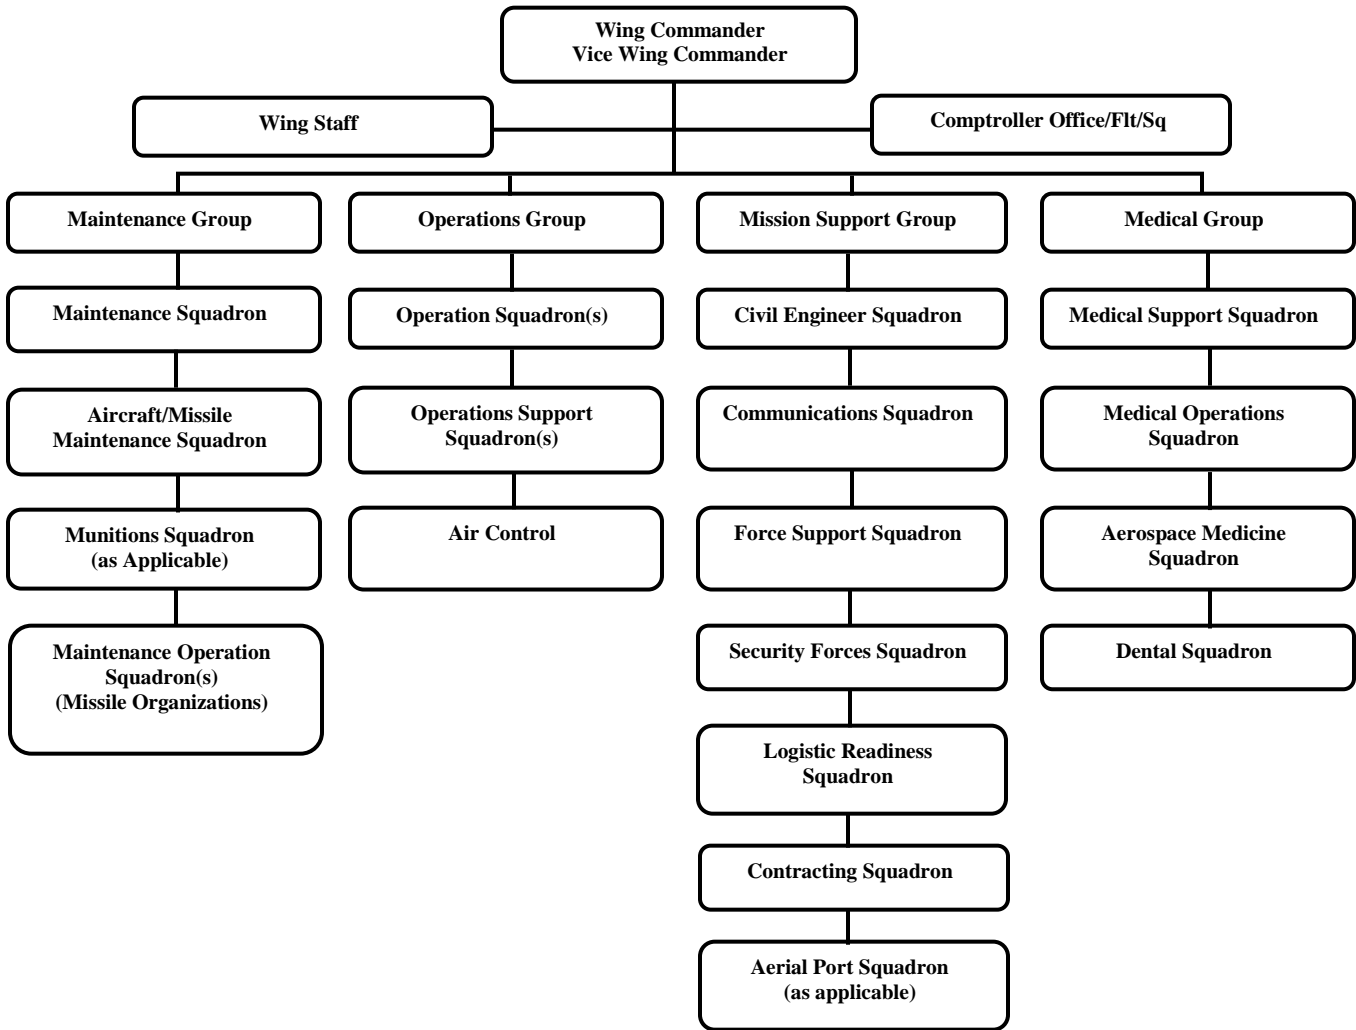 Wing Commander
Vice Wing Commander
Wing Staff
Comptroller Office/Flt/Sq
Maintenance Group
Operations Group
Mission Support Group
Medical Group
Maintenance Squadron
Operation Squadron(s)
Civil Engineer Squadron
Medical Support Squadron
Aircraft/Missile
Maintenance Squadron
Operations Support
Squadron(s)
Communications Squadron
Medical Operations
Squadron
Munitions Squadron
(as Applicable)
Air Control
Force Support Squadron
Aerospace Medicine
Squadron
Maintenance Operation
Squadron(s)
(Missile Organizations)
Security Forces Squadron
Dental Squadron
Logistic Readiness
Squadron
Contracting Squadron
Aerial Port Squadron
(as applicable)